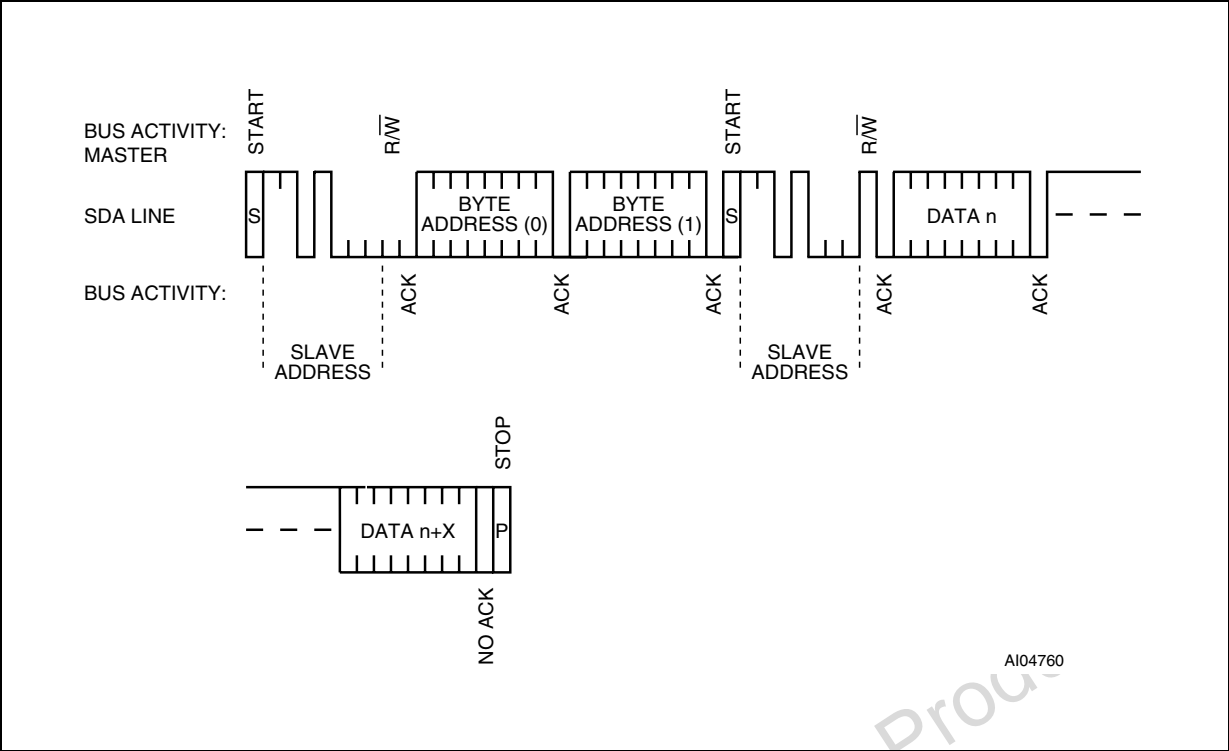 BUS ACTIVITY:
MASTER
START
R/W
START
R/W
SDA LINE
S
BYTE
ADDRESS (0)
BYTE
ADDRESS (1)
S
DATA n
BUS ACTIVITY:
ACK
ACK
ACK
ACK
ACK
SLAVE
ADDRESS
SLAVE
ADDRESS
STOP
DATA n+X
P
NO ACK
AI04760